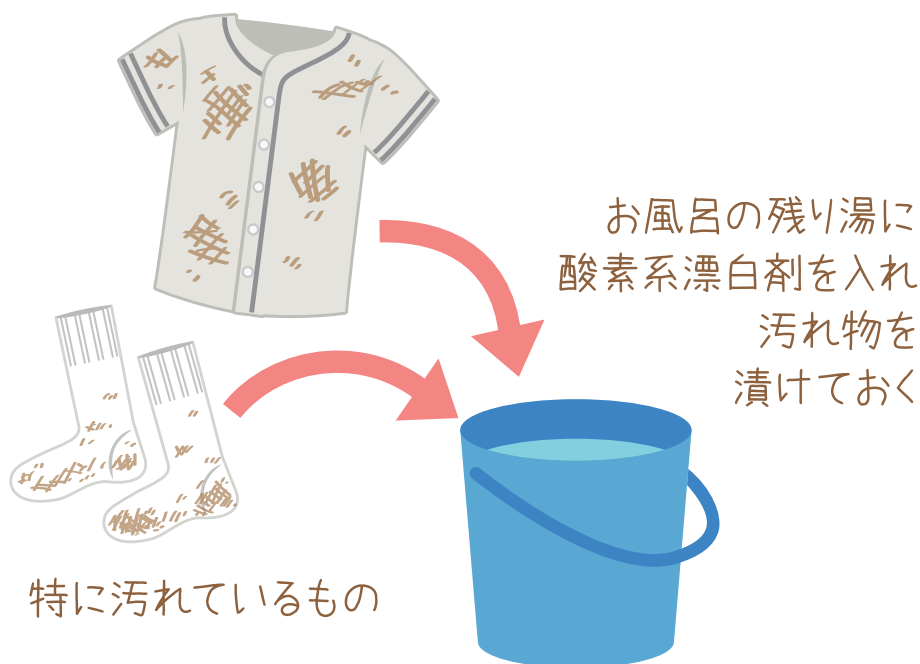 お風呂の残り湯に
酸素系漂白剤を入れ
汚れ物を
漬けておく
特に汚れているもの